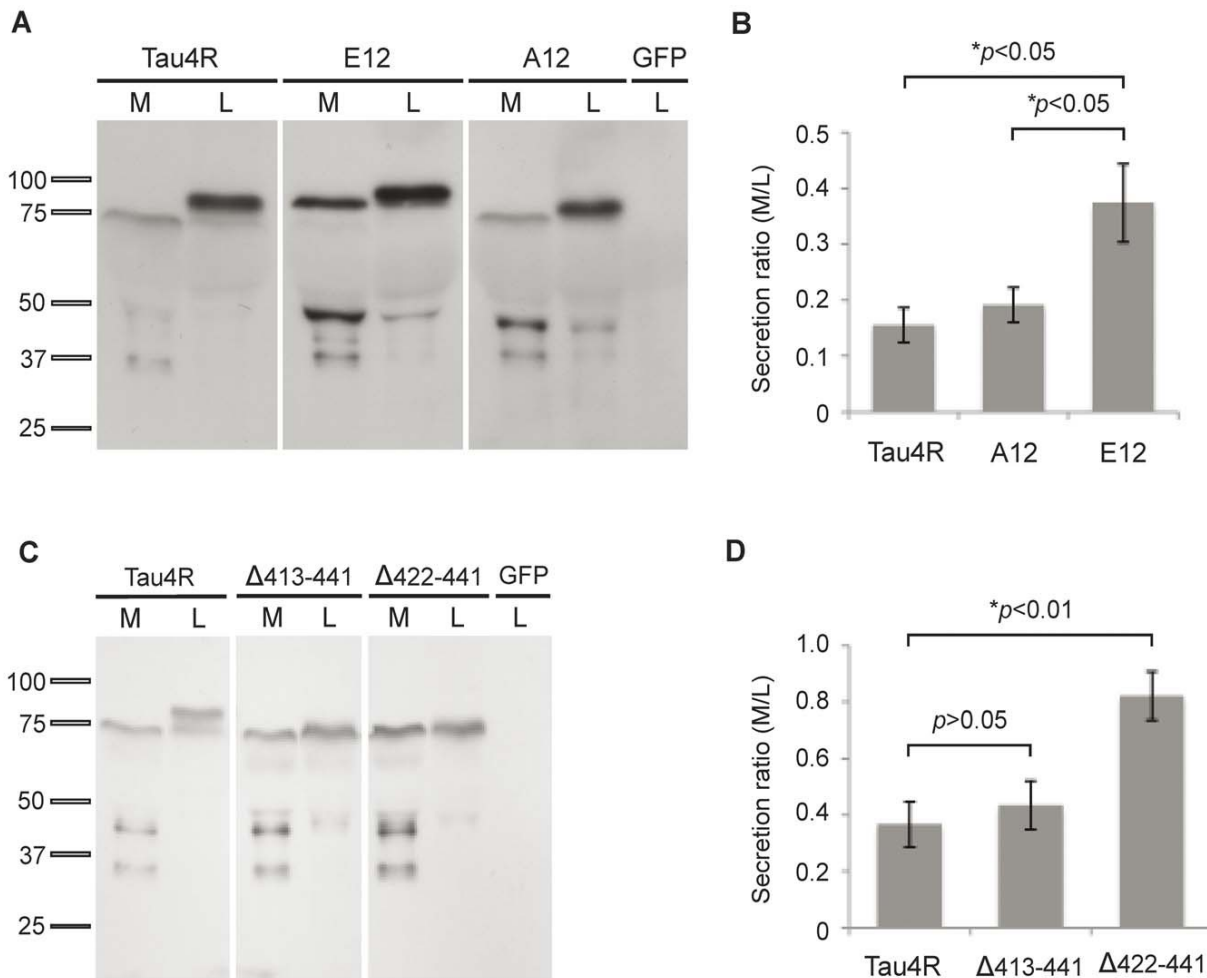 A
Tau4R E12 A12 GFP
M L M L M L L
100
75
50
37
25
B
*p<0.05
*p<0.05
Secretion ratio (M/L)
0.5
0.4
0.3
0.2
0.1
0
Tau4R A12 E12
C
Tau4R Δ413-441 Δ422-441 GFP
M L M L M L L
100
75
50
37
25
D
*p<0.01
p>0.05
Secretion ratio (M/L)
1.0
0.8
0.6
0.4
0.2
0
Tau4R Δ413-441 Δ422-441